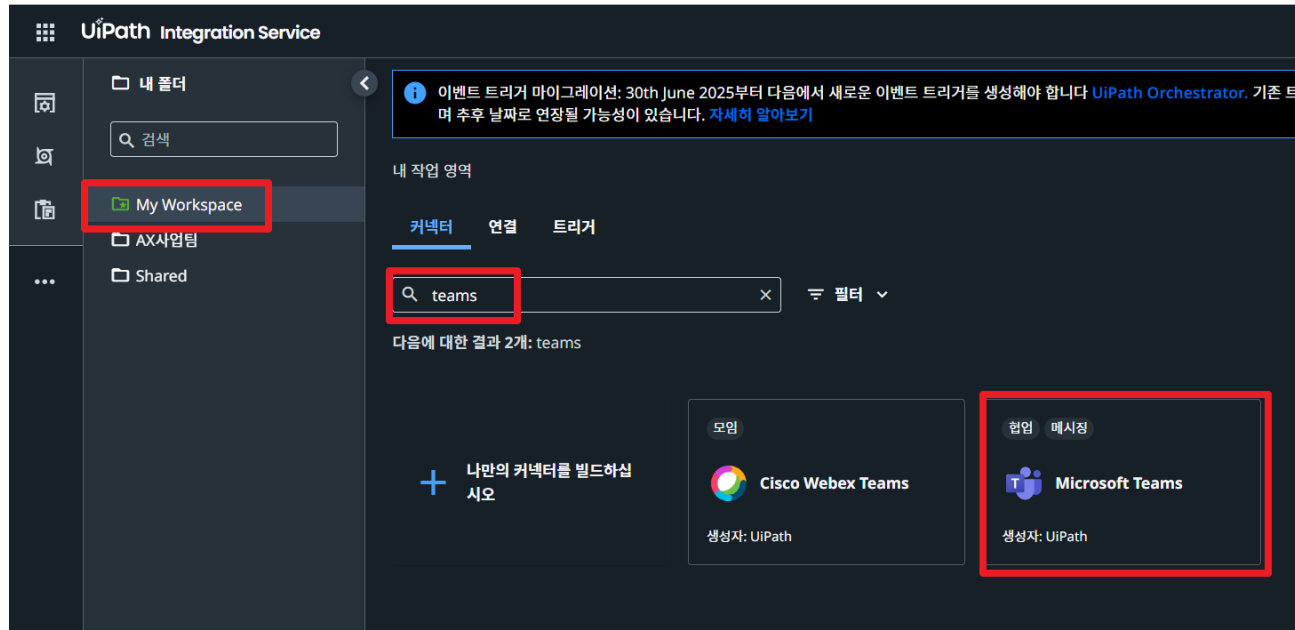 UiPath Integration Service
내 폴더
검색
My Workspace
AX사업팀
Shared
이벤트 트리거 마이그레이션: 30th June 2025부터 다음에서 새로운 이벤트 트리거를 생성해야 합니다 UiPath Orchestrator. 기존 트
며 추후 날짜로 연장될 가능성이 있습니다. 자세히 알아보기
내 작업 영역
커넥터 연결 트리거
teams
필터
다음에 대한 결과 2개: teams
나만의 커넥터를 빌드하십
시오
모임
Cisco Webex Teams
생성자: UiPath
협업 메시징
Microsoft Teams
생성자: UiPath